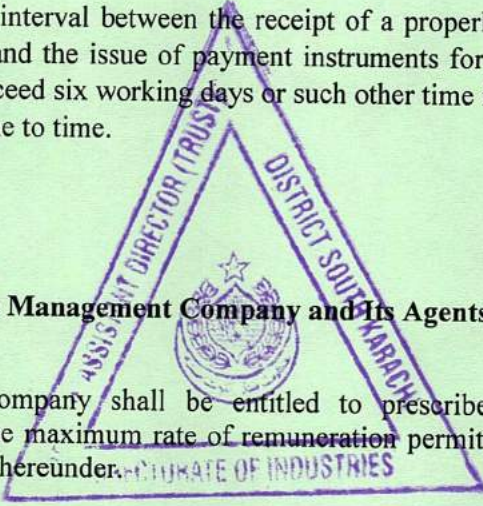 interval between the receipt of a properl
and the issue of payment instruments for
ceed six working days or such other time
e to time.
Management Company and Its Agents
ompany shall be entitled to prescribe
e maximum rate of remuneration permit
hereunder.
ASSISTANT DIRECTOR (TRUST
DISTRICT SOUTH KARACHI
DIRECTORATE OF INDUSTRIES